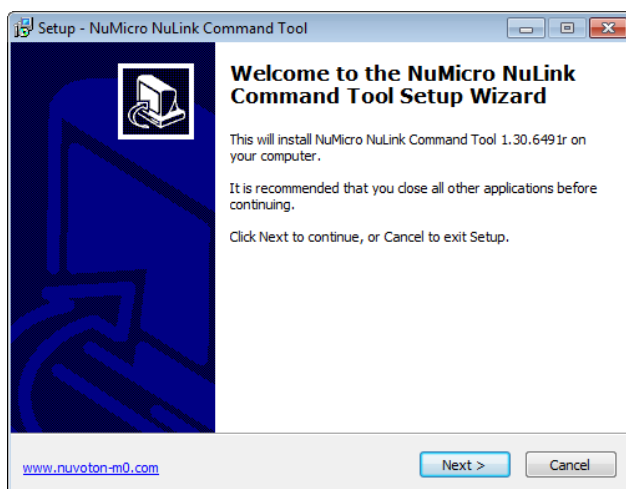 Setup - NuMicro NuLink Command Tool
Welcome to the NuMicro NuLink
Command Tool Setup Wizard
This will install NuMicro NuLink Command Tool 1.30.6491r on
your computer.
It is recommended that you close all other applications before
continuing.
Click Next to continue, or Cancel to exit Setup.
www.nuvoton-m0.com
Next >
Cancel